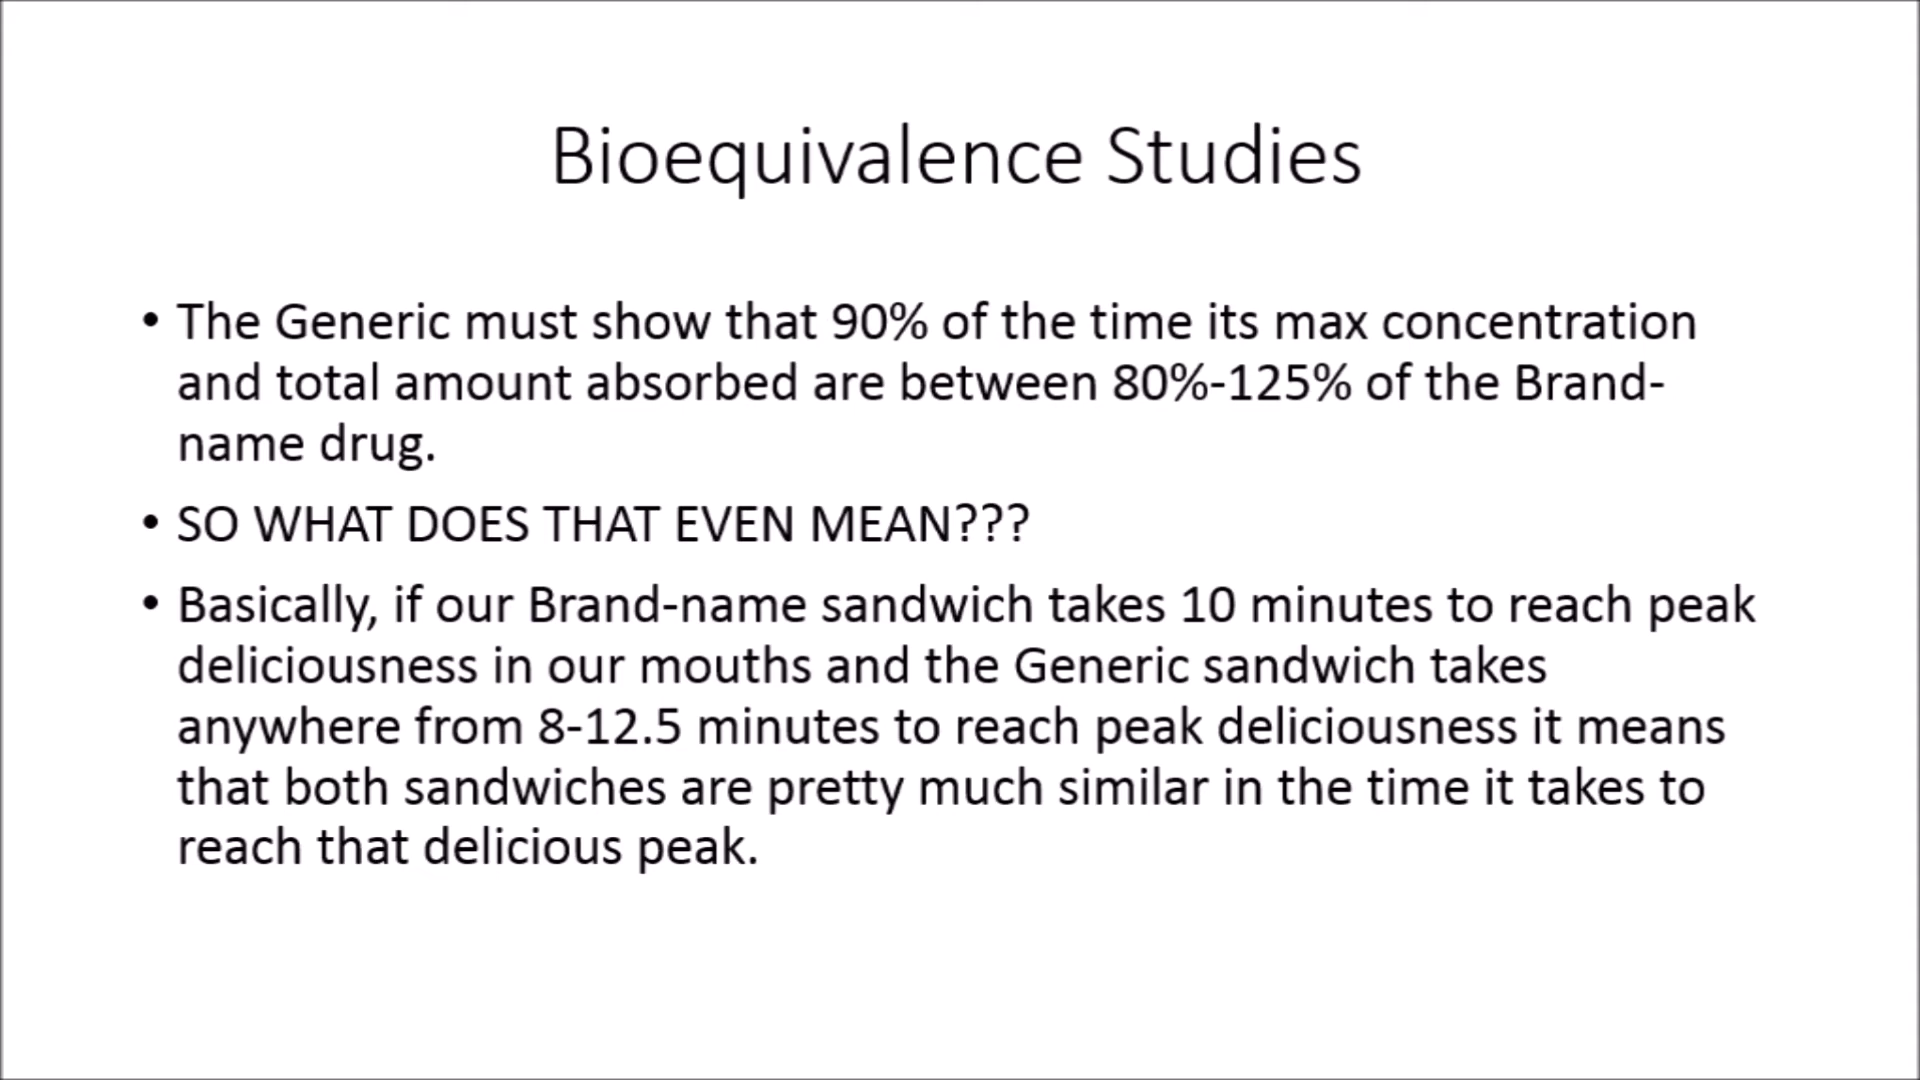 Bioequivalence Studies
• The Generic must show that 90% of the time its max concentration
and total amount absorbed are between 80%-125% of the Brand-
name drug.
• SO WHAT DOES THAT EVEN MEAN???
• Basically, if our Brand-name sandwich takes 10 minutes to reach peak
deliciousness in our mouths and the Generic sandwich takes
anywhere from 8-12.5 minutes to reach peak deliciousness it means
that both sandwiches are pretty much similar in the time it takes to
reach that delicious peak.